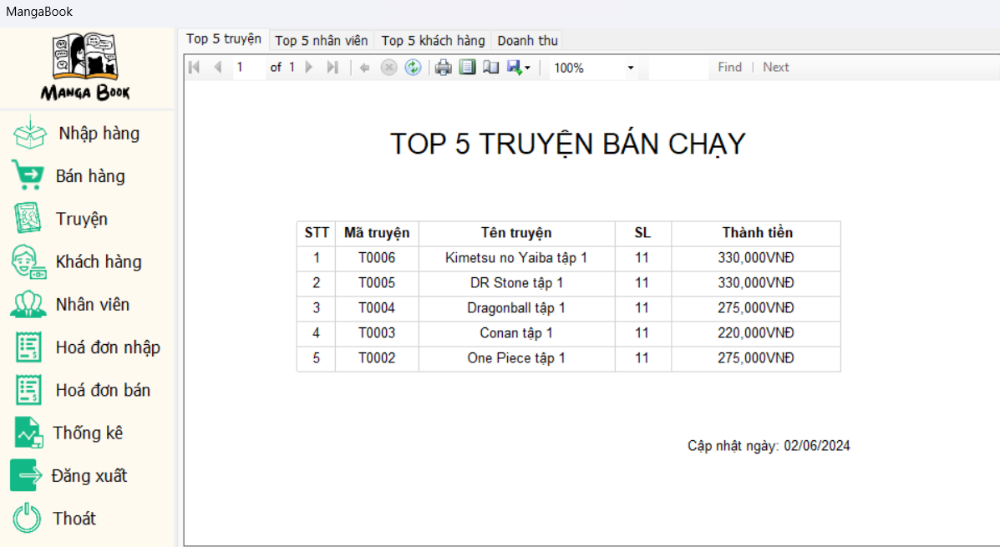 MangaBook
MANGA BOOK
Nhập hàng
Bán hàng
Truyện
Khách hàng
Nhân viên
Hoá đơn nhập
Hoá đơn bán
Thống kê
Đăng xuất
Thoát
Top 5 truyện Top 5 nhân viên Top 5 khách hàng Doanh thu
1 of 1 100% Find | Next
TOP 5 TRUYỆN BÁN CHẠY
STT Mã truyện Tên truyện SL Thành tiền
1 T0006 Kimetsu no Yaiba tập 1 11 330,000VNĐ
2 T0005 DR Stone tập 1 11 330,000VNĐ
3 T0004 Dragonball tập 1 11 275,000VNĐ
4 T0003 Conan tập 1 11 220,000VNĐ
5 T0002 One Piece tập 1 11 275,000VNĐ
Cập nhật ngày: 02/06/2024